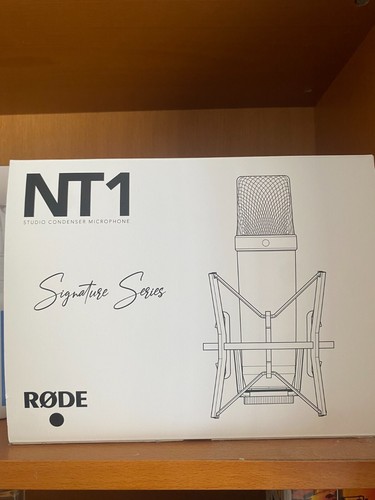 NT1
STUDIO CONDENSER MICROPHONE
Signature Series
RØDE